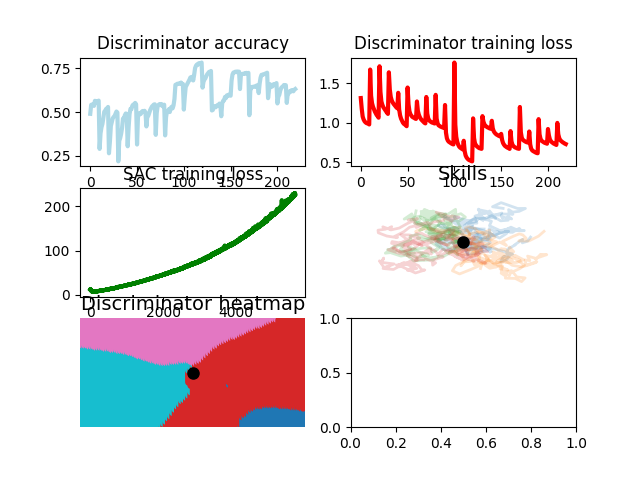 Discriminator accuracy
0.75
0.50
0.25
0 50 100 150 200
Discriminator training loss
1.5
1.0
0.5
0 50 100 150 200
SAC training loss
200
100
0
0 2000 4000
Skills
Discriminator heatmap
1.0
0.5
0.0
0.0 0.2 0.4 0.6 0.8 1.0